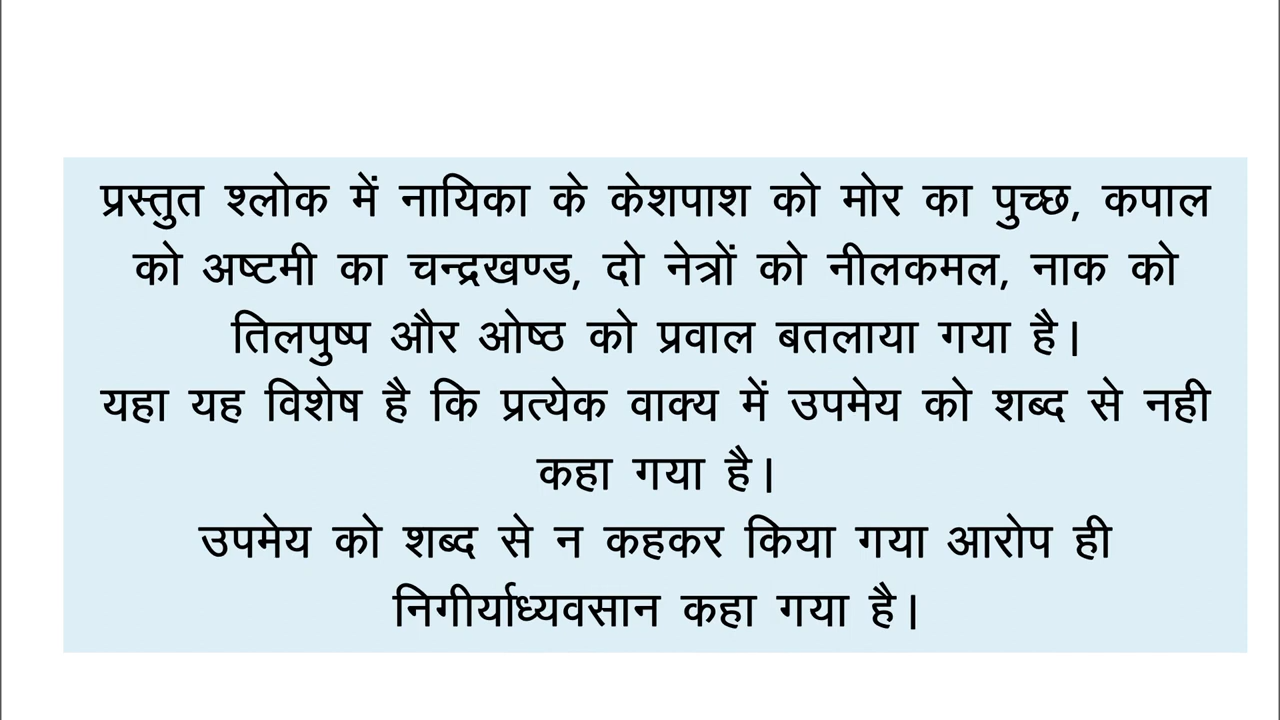 प्रस्तुत श्लोक में नायिका के केशपाश को मोर का पुच्छ, कपाल
को अष्टमी का चन्द्रखण्ड, दो नेत्रों को नीलकमल, नाक को
तिलपुष्प और ओष्ठ को प्रवाल बतलाया गया है।
यहा यह विशेष है कि प्रत्येक वाक्य में उपमेय को शब्द से नही
कहा गया है।
उपमेय को शब्द से न कहकर किया गया आरोप ही
निगीर्याध्यवसान कहा गया है।